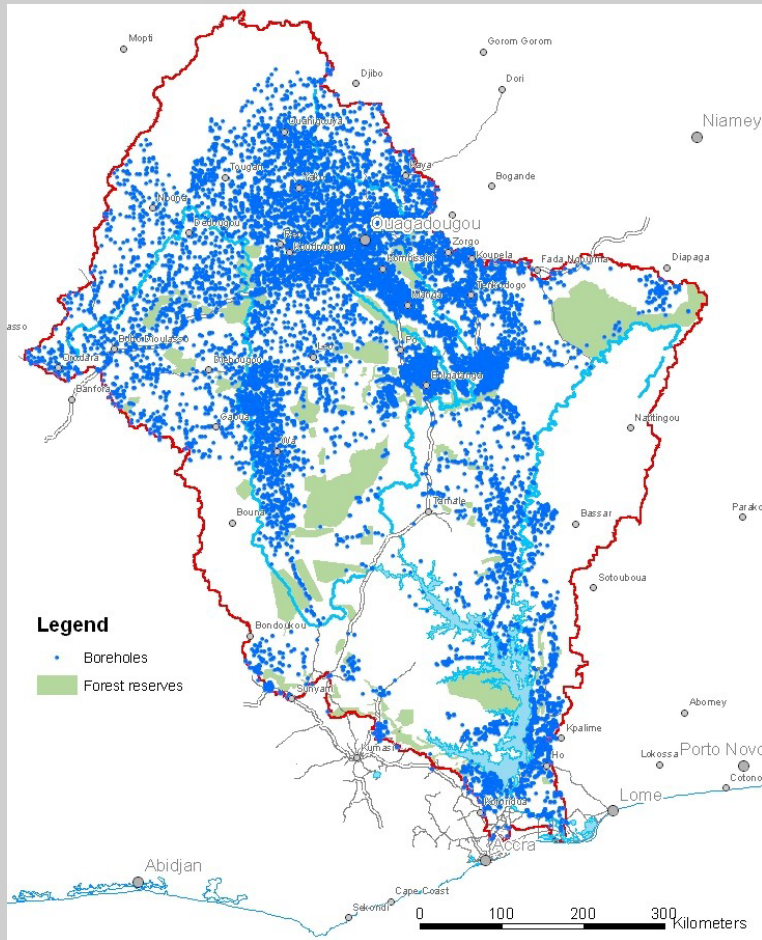 Mopti
Gorom Gorom
Djibo
Dori
Niamey
Ouahigouya
Tougan
Kaya
Yako
Bogande
Nouna
Dedougou
Ouagadougou
Koudougou
Zorgo
Koupela
Kombissiri
Fada Ngourma
Diapaga
Tenkodogo
Manga
asso
Bobo Dioulasso
Po
Leo
Orodara
Diebougou
Bolgatanga
Banfora
Gaoua
Natitingou
Wa
Tamale
Parako
Bouna
Bassar
Sotouboua
Legend
Bondoukou
Boreholes
Forest reserves
Sunyani
Abomey
Kpalime
Kumasi
Ho
Lokossa
Porto Novo
Cotono
Koforidua
Lome
Accra
Abidjan
Cape Coast
Sekondi
0 100 200 300 Kilometers